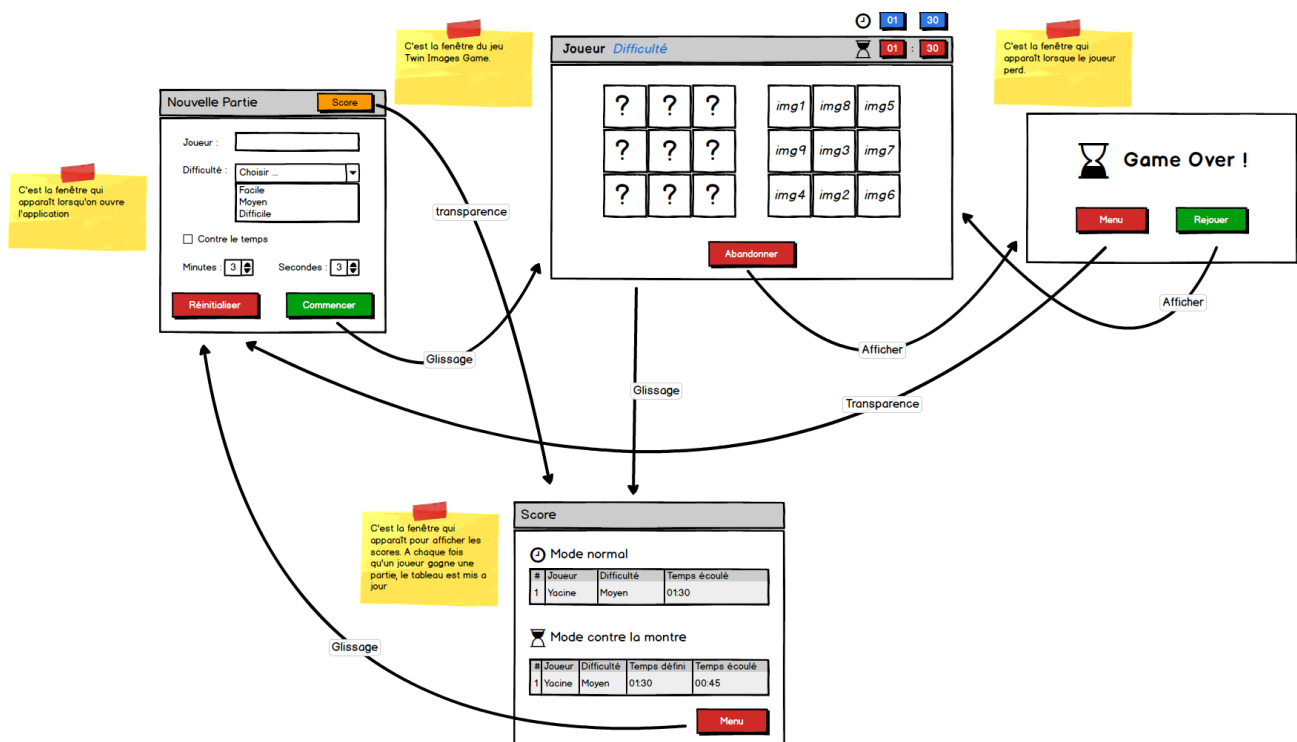 C'est la fenêtre du jeu
Twin Images Game.
01 30
Joueur Difficulté 01 : 30
? ? ? img1 img8 img5
? ? ? img9 img3 img7
? ? ? img4 img2 img6
Abandonner
C'est la fenêtre qui
apparaît lorsque le joueur
perd.
Game Over !
Menu Rejouer
Nouvelle Partie Score
Joueur :
Difficulté : Choisir ...
Facile
Moyen
Difficile
Contre le temps
Minutes : 3 Secondes : 3
Réinitialiser Commencer
C'est la fenêtre qui
apparaît lorsqu'on ouvre
l'application
transparence
Glissage
Afficher
Afficher
Glissage
Transparence
C'est la fenêtre qui
apparaît pour afficher les
scores. A chaque fois
qu'un joueur gagne une
partie, le tableau est mis a
jour
Score
Mode normal
# Joueur Difficulté Temps écoulé
1 Yacine Moyen 01:30
Mode contre la montre
# Joueur Difficulté Temps défini Temps écoulé
1 Yacine Moyen 01:30 00:45
Menu
Glissage